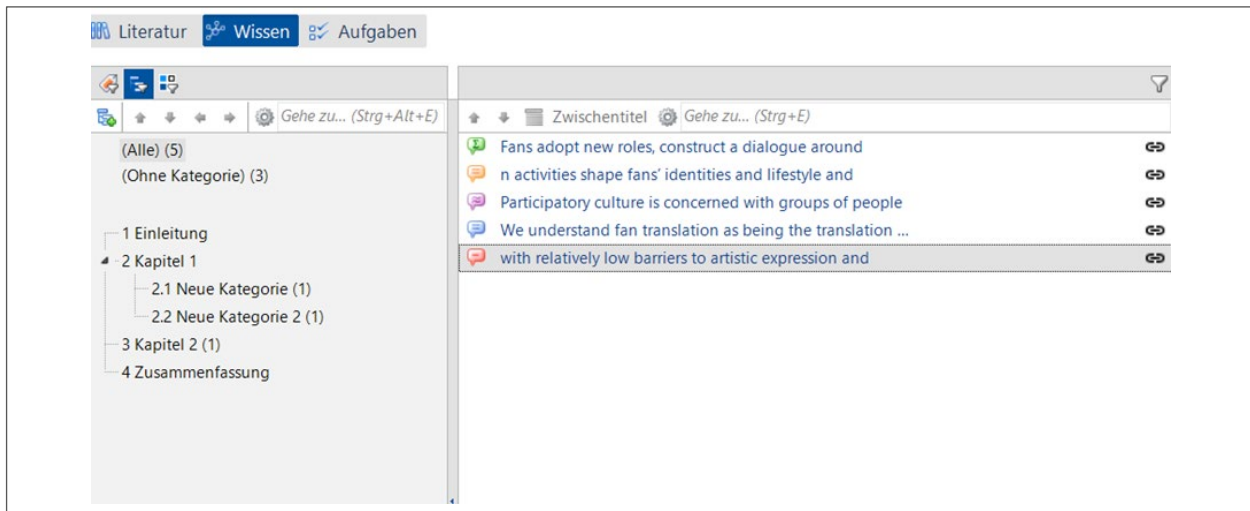 Literatur Wissen Aufgaben
Gehe zu... (Strg+Alt+E)
(Alle) (5)
(Ohne Kategorie) (3)
1 Einleitung
2 Kapitel 1
2.1 Neue Kategorie (1)
2.2 Neue Kategorie 2 (1)
3 Kapitel 2 (1)
4 Zusammenfassung
Zwischentitel Gehe zu... (Strg+E)
Fans adopt new roles, construct a dialogue around
n activities shape fans' identities and lifestyle and
Participatory culture is concerned with groups of people
We understand fan translation as being the translation ...
with relatively low barriers to artistic expression and